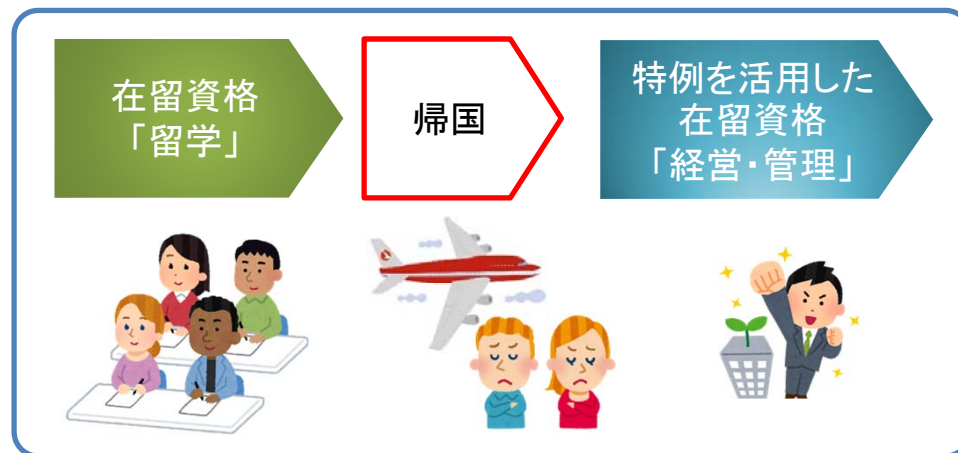 在留資格
「留学」
帰国
特例を活用した
在留資格
「経営・管理」